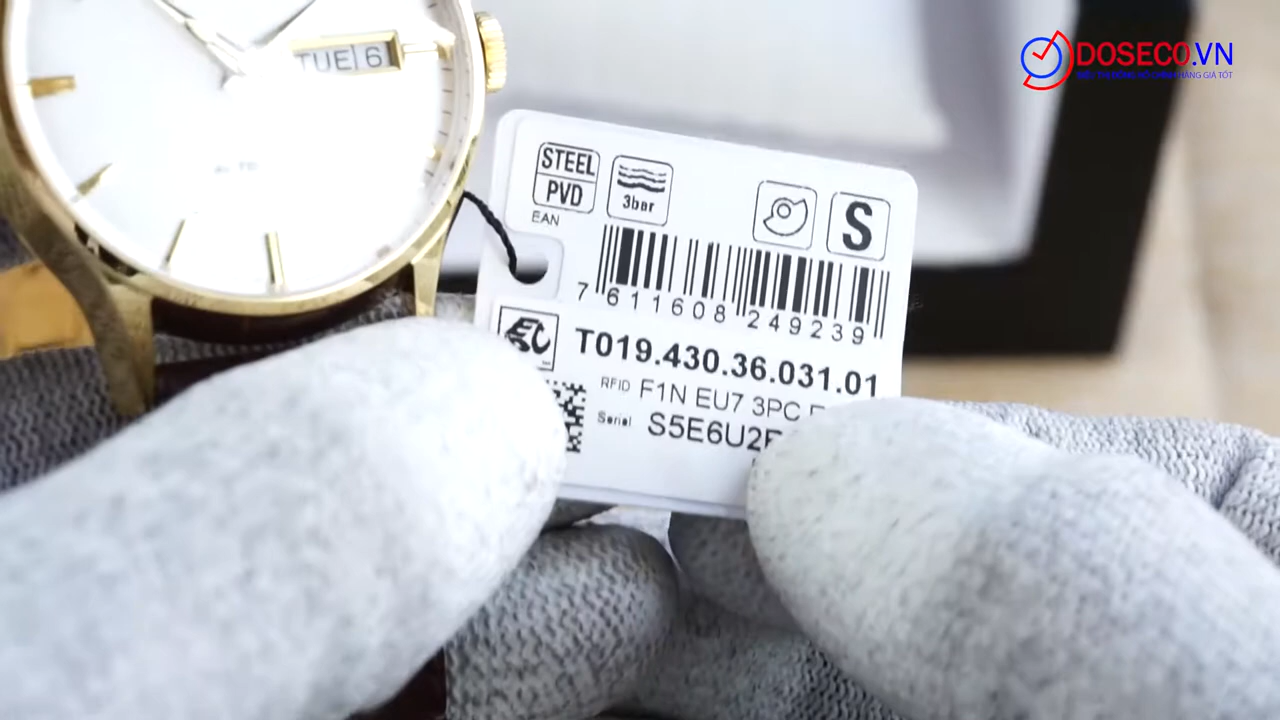 DOSECO.VN
TUE 6
STEEL
PVD
3bar
S
EAN
7 611608 249239
T019.430.36.031.01
RFID F1N EU7 3PC
Serial S5E6U2